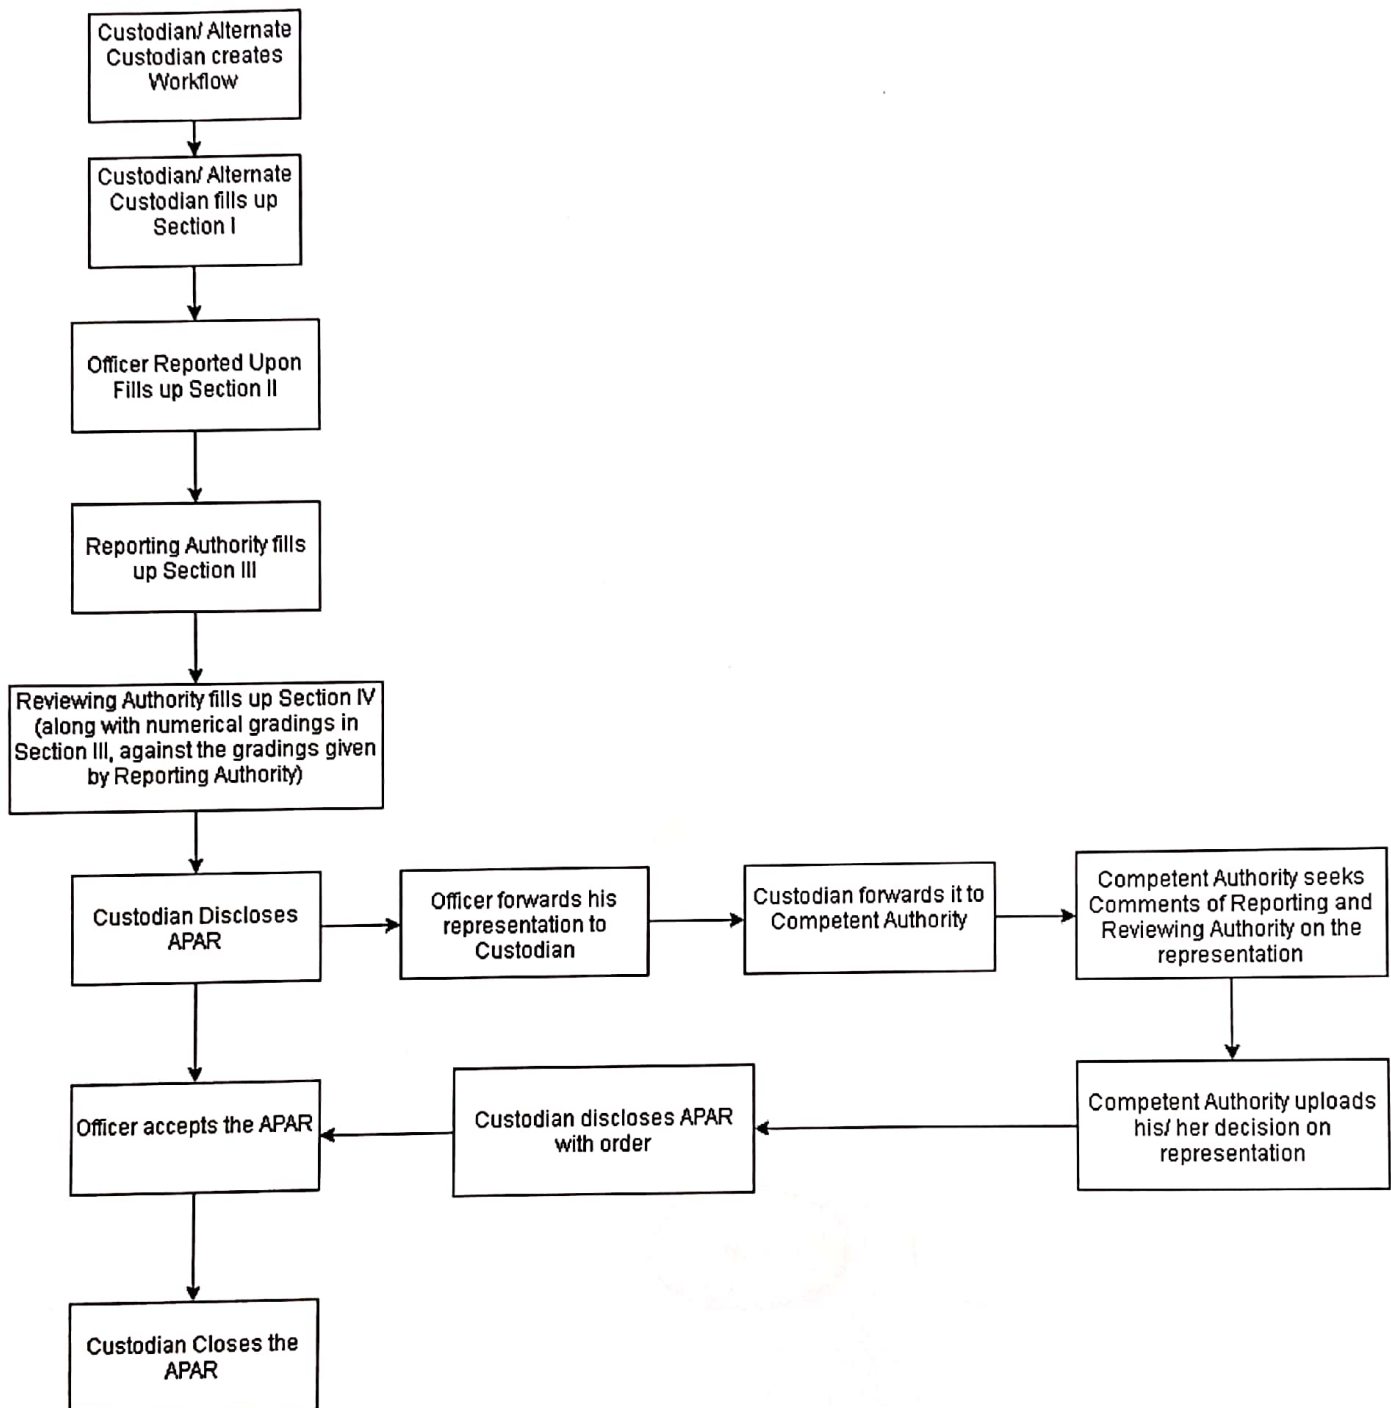 Custodian/ Alternate
Custodian creates
Workflow
Custodian/ Alternate
Custodian fills up
Section I
Officer Reported Upon
Fills up Section II
Reporting Authority fills
up Section III
Reviewing Authority fills up Section IV
(along with numerical gradings in
Section III, against the gradings given
by Reporting Authority)
Custodian Discloses
APAR
Officer forwards his
representation to
Custodian
Custodian forwards it to
Competent Authority
Competent Authority seeks
Comments of Reporting and
Reviewing Authority on the
representation
Competent Authority uploads
his/ her decision on
representation
Custodian discloses APAR
with order
Officer accepts the APAR
Custodian Closes the
APAR